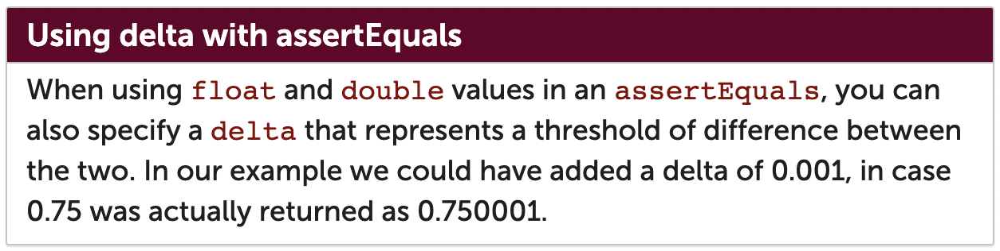 Using delta with assertEquals
When using float and double values in an assertEquals, you can
also specify a delta that represents a threshold of difference between
the two. In our example we could have added a delta of 0.001, in case
0.75 was actually returned as 0.750001.